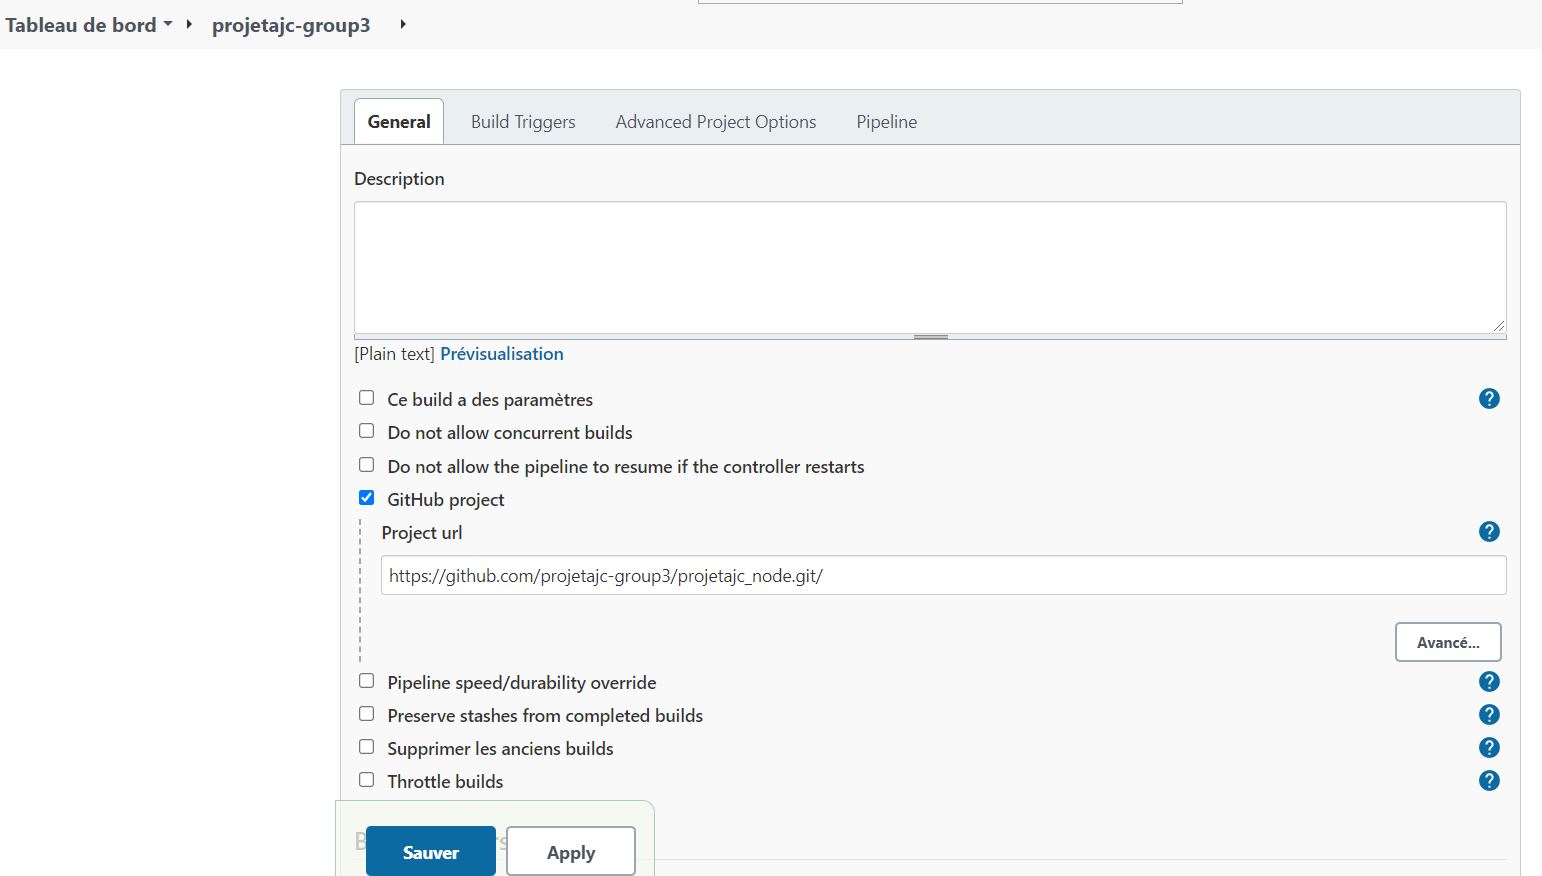 Tableau de bord projetajc-group3
General Build Triggers Advanced Project Options Pipeline
Description
[Plain text] Prévisualisation
Ce build a des paramètres
Do not allow concurrent builds
Do not allow the pipeline to resume if the controller restarts
GitHub project
Project url
https://github.com/projetajc-group3/projetajc_node.git/
Avancé...
Pipeline speed/durability override
Preserve stashes from completed builds
Supprimer les anciens builds
Throttle builds
Sauver Apply